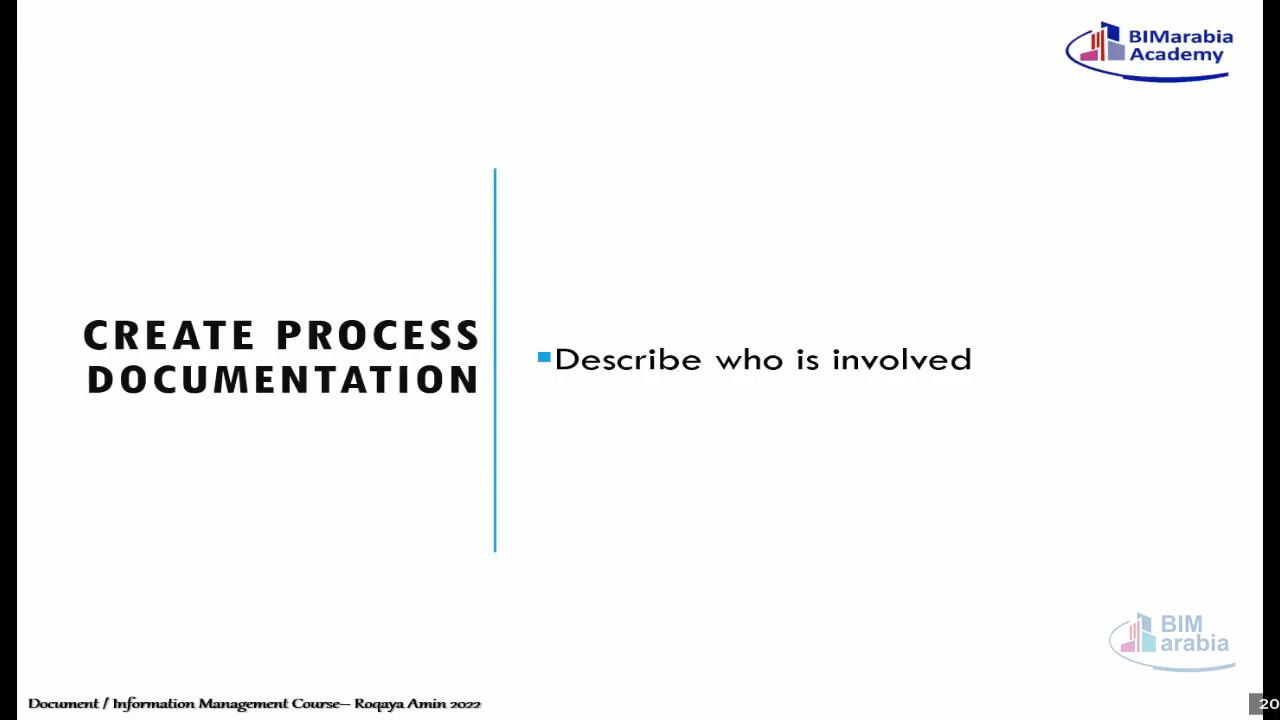 BIMarabia
Academy
CREATE PROCESS
DOCUMENTATION
Describe who is involved
BIM
arabia
Document / Information Management Course– Roqaya Amin 2022
20